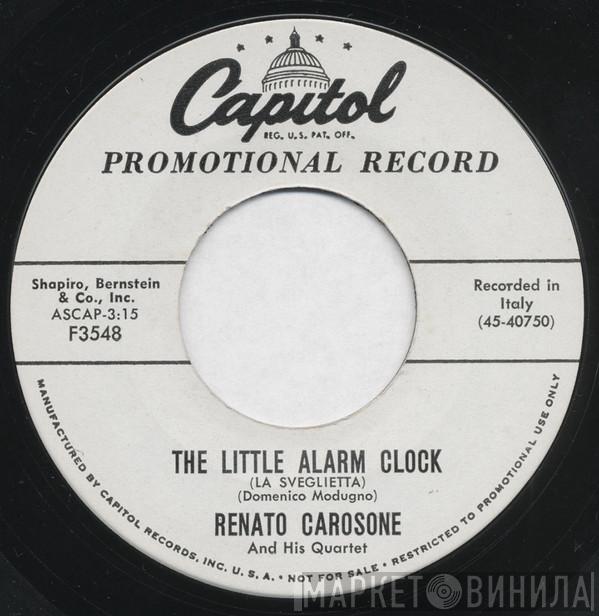 Capitol
REG. U.S. PAT. OFF.
PROMOTIONAL RECORD
Shapiro, Bernstein
& Co., Inc.
ASCAP-3:15
F3548
Recorded in
Italy
(45-40750)
THE LITTLE ALARM CLOCK
(LA SVEGLIETTA)
(Domenico Modugno)
RENATO CAROSONE
And His Quartet
MANUFACTURED BY CAPITOL RECORDS, INC. U.S.A. • NOT FOR SALE • RESTRICTED TO PROMOTIONAL USE ONLY
МАРКЕТ ВИНИЛА